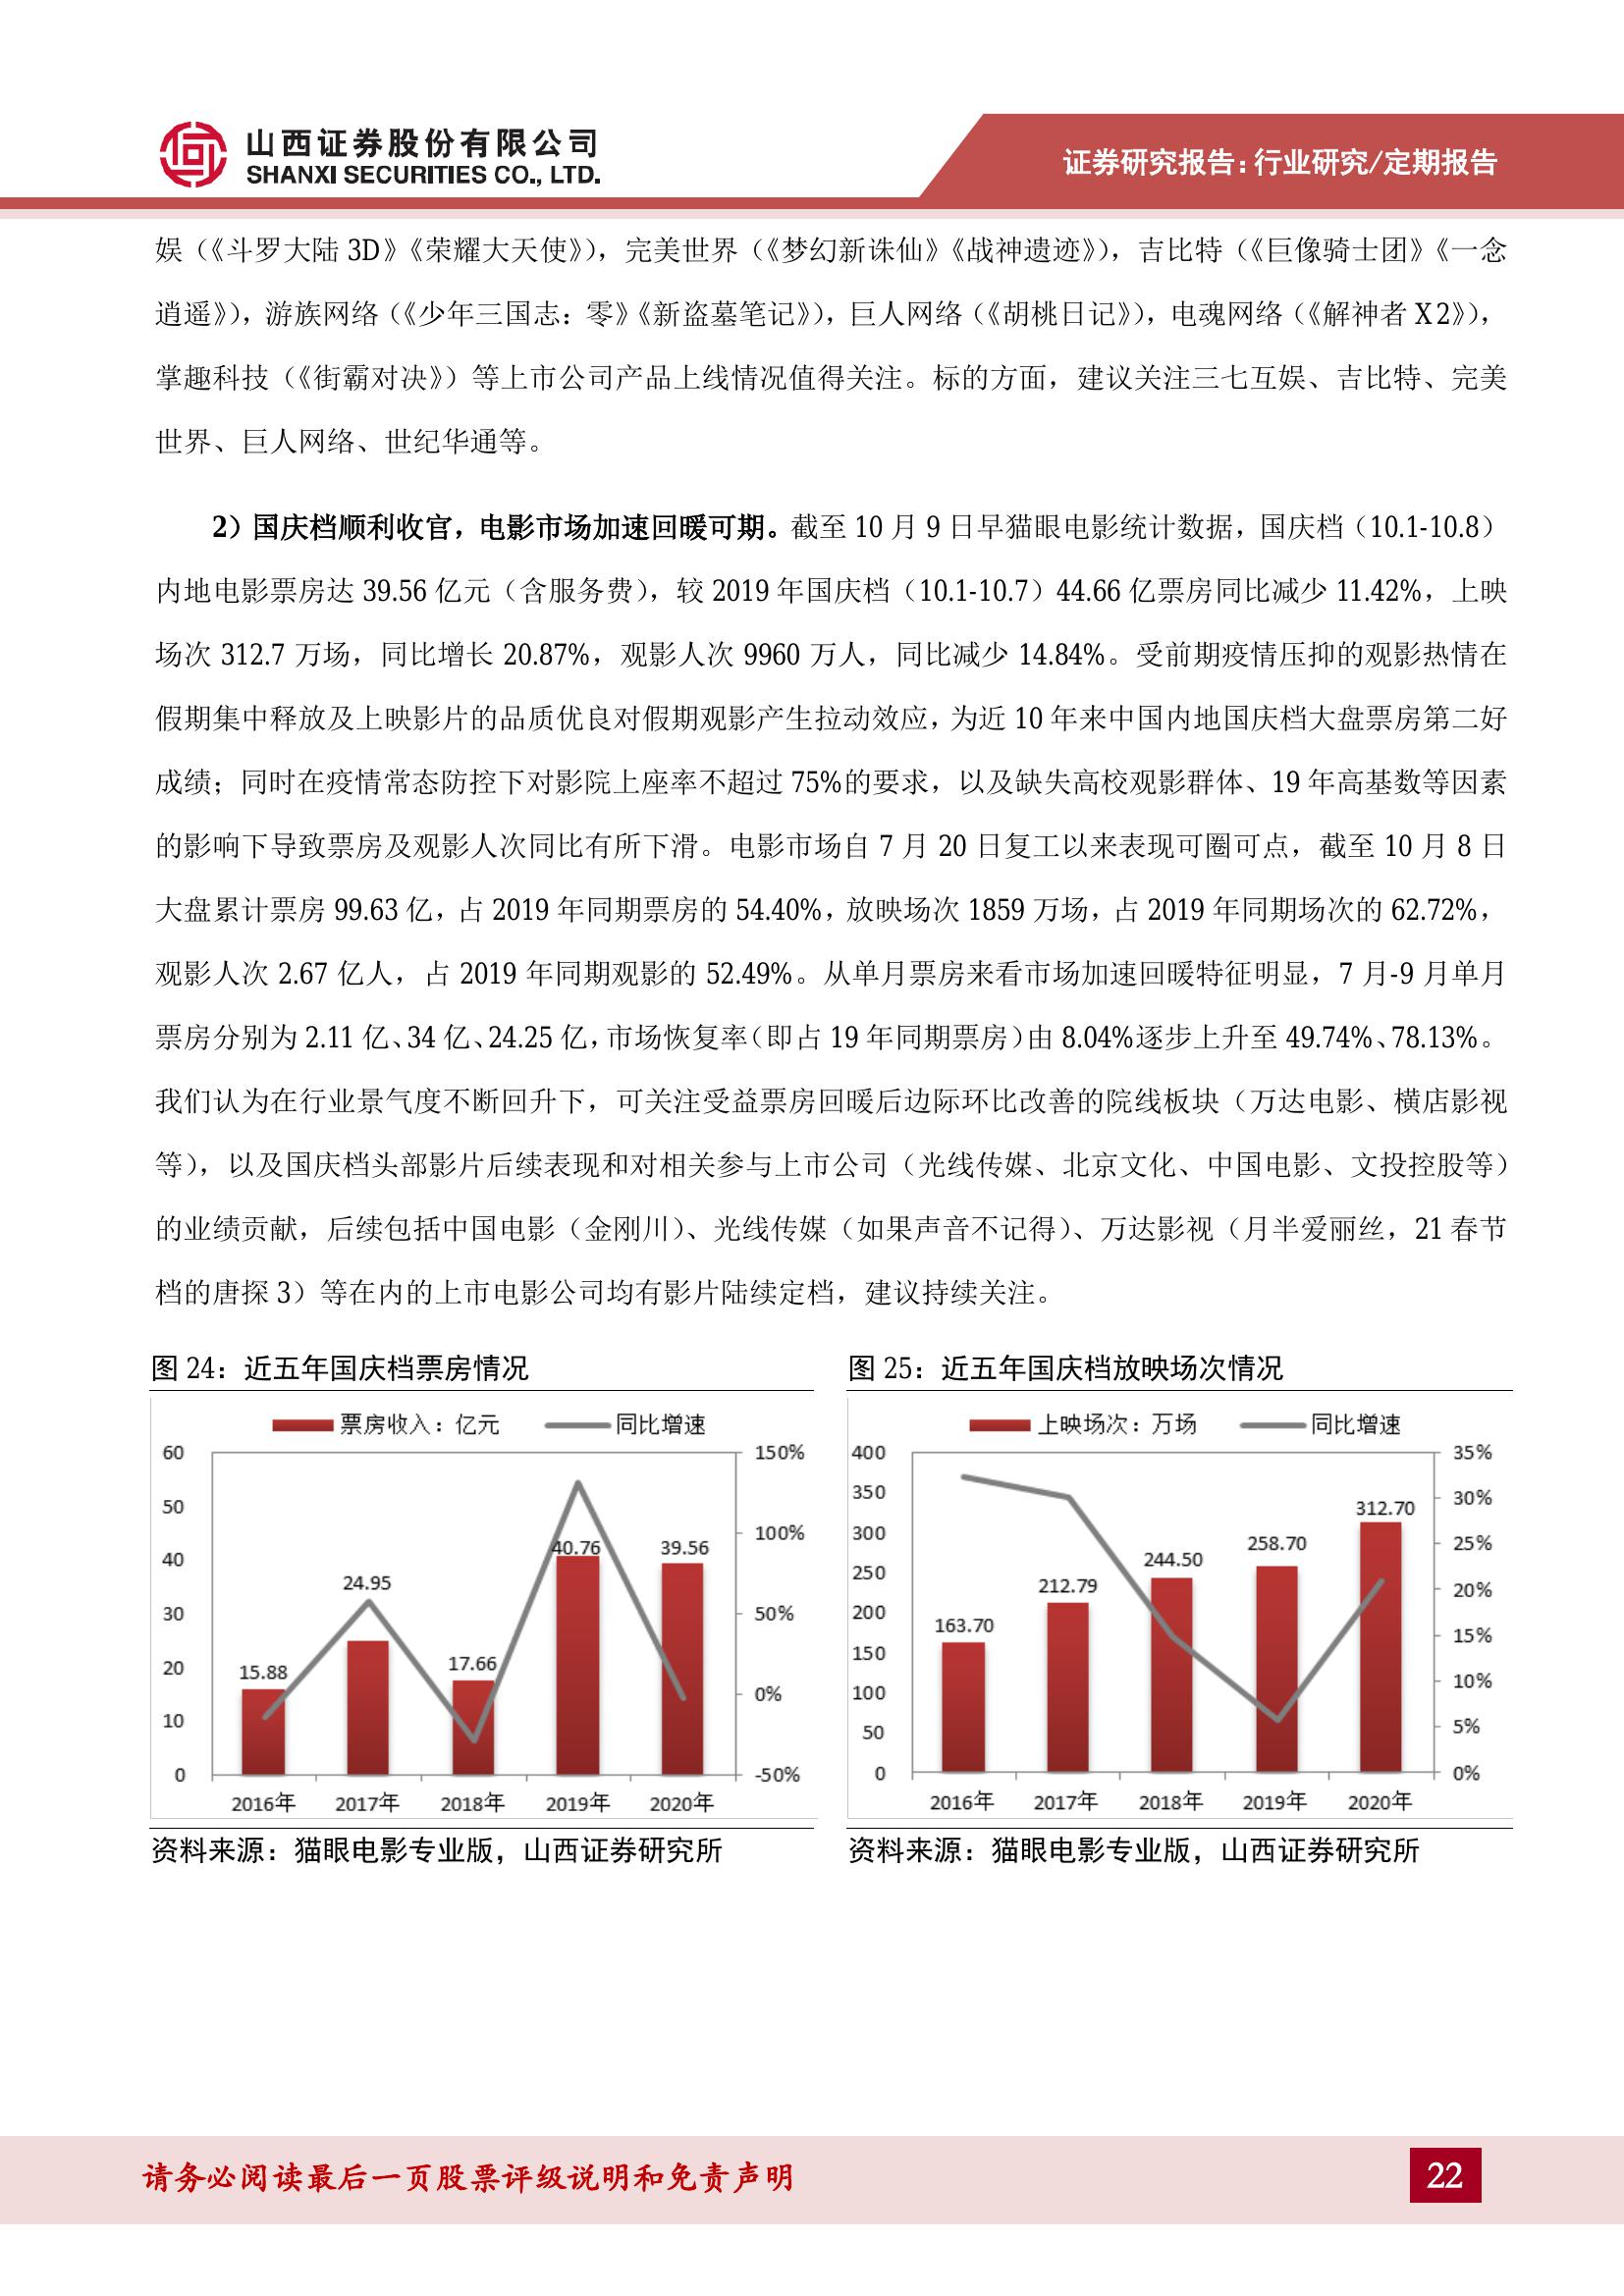 山西证券股份有限公司
SHANXI SECURITIES CO., LTD.
证券研究报告：行业研究/定期报告
娱（《斗罗大陆 3D》《荣耀大天使》），完美世界（《梦幻新诛仙》《战神遗迹》），吉比特（《巨像骑士团》《一念
逍遥》），游族网络（《少年三国志：零》《新盗墓笔记》），巨人网络（《胡桃日记》），电魂网络（《解神者 X2》），
掌趣科技（《街霸对决》）等上市公司产品上线情况值得关注。标的方面，建议关注三七互娱、吉比特、完美
世界、巨人网络、世纪华通等。
2）国庆档顺利收官，电影市场加速回暖可期。截至 10 月 9 日早猫眼电影统计数据，国庆档（10.1-10.8）
内地电影票房达 39.56 亿元（含服务费），较 2019 年国庆档（10.1-10.7）44.66 亿票房同比减少 11.42%，上映
场次 312.7 万场，同比增长 20.87%，观影人次 9960 万人，同比减少 14.84%。受前期疫情压抑的观影热情在
假期集中释放及上映影片的品质优良对假期观影产生拉动效应，为近 10 年来中国内地国庆档大盘票房第二好
成绩；同时在疫情常态防控下对影院上座率不超过 75%的要求，以及缺失高校观影群体、19 年高基数等因素
的影响下导致票房及观影人次同比有所下滑。电影市场自 7 月 20 日复工以来表现可圈可点，截至 10 月 8 日
大盘累计票房 99.63 亿，占 2019 年同期票房的 54.40%，放映场次 1859 万场，占 2019 年同期场次的 62.72%，
观影人次 2.67 亿人，占 2019 年同期观影的 52.49%。从单月票房来看市场加速回暖特征明显，7 月-9 月单月
票房分别为 2.11 亿、34 亿、24.25 亿，市场恢复率（即占 19 年同期票房）由 8.04%逐步上升至 49.74%、78.13%。
我们认为在行业景气度不断回升下，可关注受益票房回暖后边际环比改善的院线板块（万达电影、横店影视
等），以及国庆档头部影片后续表现和对相关参与上市公司（光线传媒、北京文化、中国电影、文投控股等）
的业绩贡献，后续包括中国电影（金刚川）、光线传媒（如果声音不记得）、万达影视（月半爱丽丝，21 春节
档的唐探 3）等在内的上市电影公司均有影片陆续定档，建议持续关注。
图 24：近五年国庆档票房情况
票房收入：亿元 同比增速
60 150%
50
100%
40.76 39.56
40
24.95
30 50%
20
15.88 17.66
0%
10
0 -50%
2016年 2017年 2018年 2019年 2020年
资料来源：猫眼电影专业版，山西证券研究所
图 25：近五年国庆档放映场次情况
上映场次：万场 同比增速
400 35%
350
30%
312.70
300
25%
258.70
244.50
250
20%
212.79
200
15%
163.70
150
10%
100
5%
50
0 0%
2016年 2017年 2018年 2019年 2020年
资料来源：猫眼电影专业版，山西证券研究所
请务必阅读最后一页股票评级说明和免责声明
22